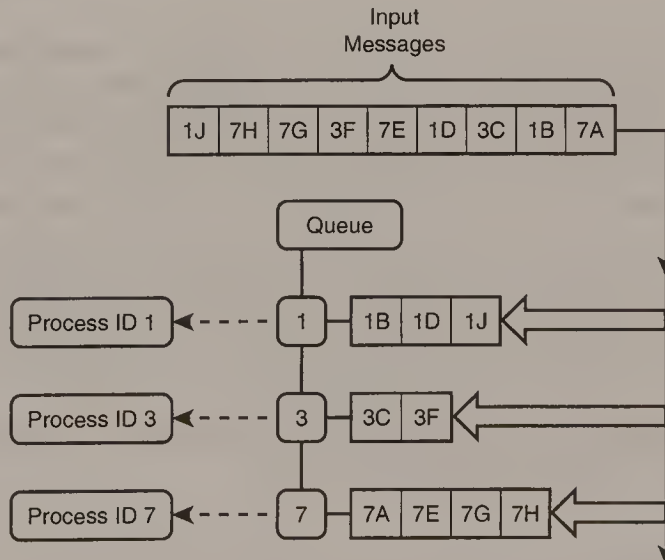 Input
Messages
1J 7H 7G 3F 7E 1D 3C 1B 7A
Queue
Process ID 1 1 1B 1D 1J
Process ID 3 3 3C 3F
Process ID 7 7 7A 7E 7G 7H